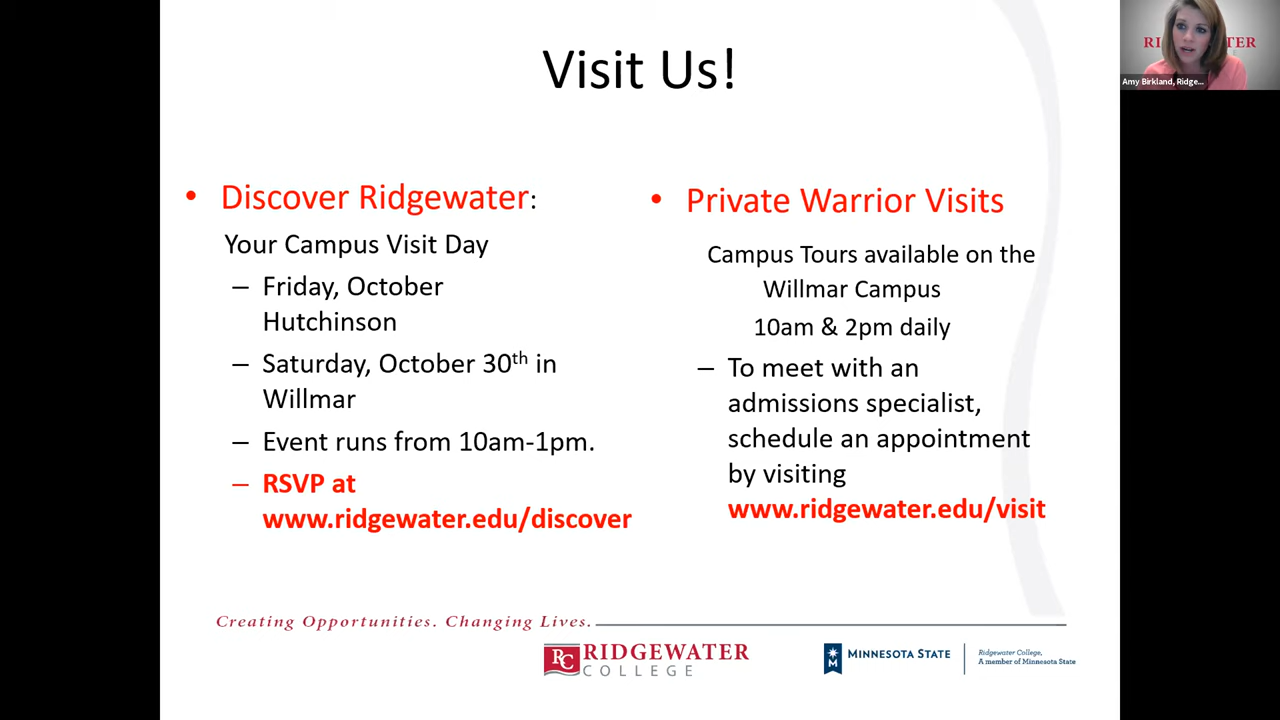 Visit Us!
• Discover Ridgewater:
Your Campus Visit Day
– Friday, October
Hutchinson
– Saturday, October 30th in
Willmar
– Event runs from 10am-1pm.
– RSVP at
www.ridgewater.edu/discover
• Private Warrior Visits
Campus Tours available on the
Willmar Campus
10am & 2pm daily
– To meet with an
admissions specialist,
schedule an appointment
by visiting
www.ridgewater.edu/visit
Creating Opportunities. Changing Lives.
RC RIDGEWATER
COLLEGE
M MINNESOTA STATE
Ridgewater College,
A member of Minnesota State
Amy Birkland, Ridge...